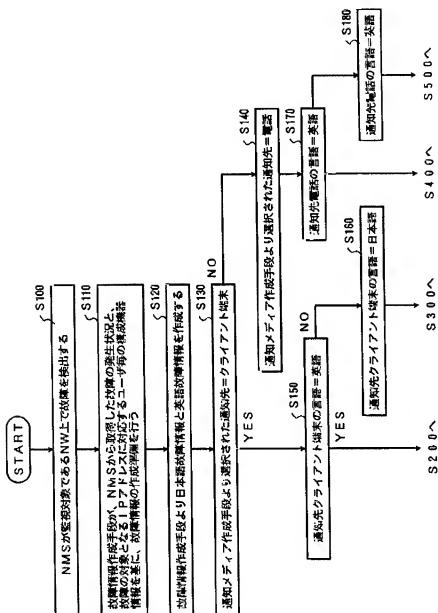 START
S100
NMSが監視対象であるNW上で故障を検出する
S110
故障情報作成手段が、NMSから取得した故障の発生状況と、
故障の対象となるIPアドレスに対応するユーザ毎の構成機器
情報を基に、故障情報の作成準備を行う
S120
故障情報作成手段より日本語故障情報と英語故障情報を作成する
S130
通知メディア作成手段より選択された通知先=クライアント端末
NO
YES
S140
通知メディア作成手段より選択された通知先=電話
S150
通知先クライアント端末の言語=英語
NO
YES
S160
通知先クライアント端末の言語=日本語
S170
通知先電話の言語=英語
S180
通知先電話の言語=英語
S200へ
S300へ
S400へ
S500へ